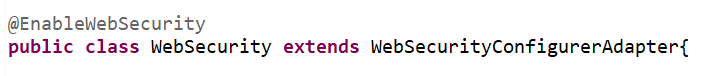 @EnableWebSecurity
public class WebSecurity extends WebSecurityConfigurerAdapter{